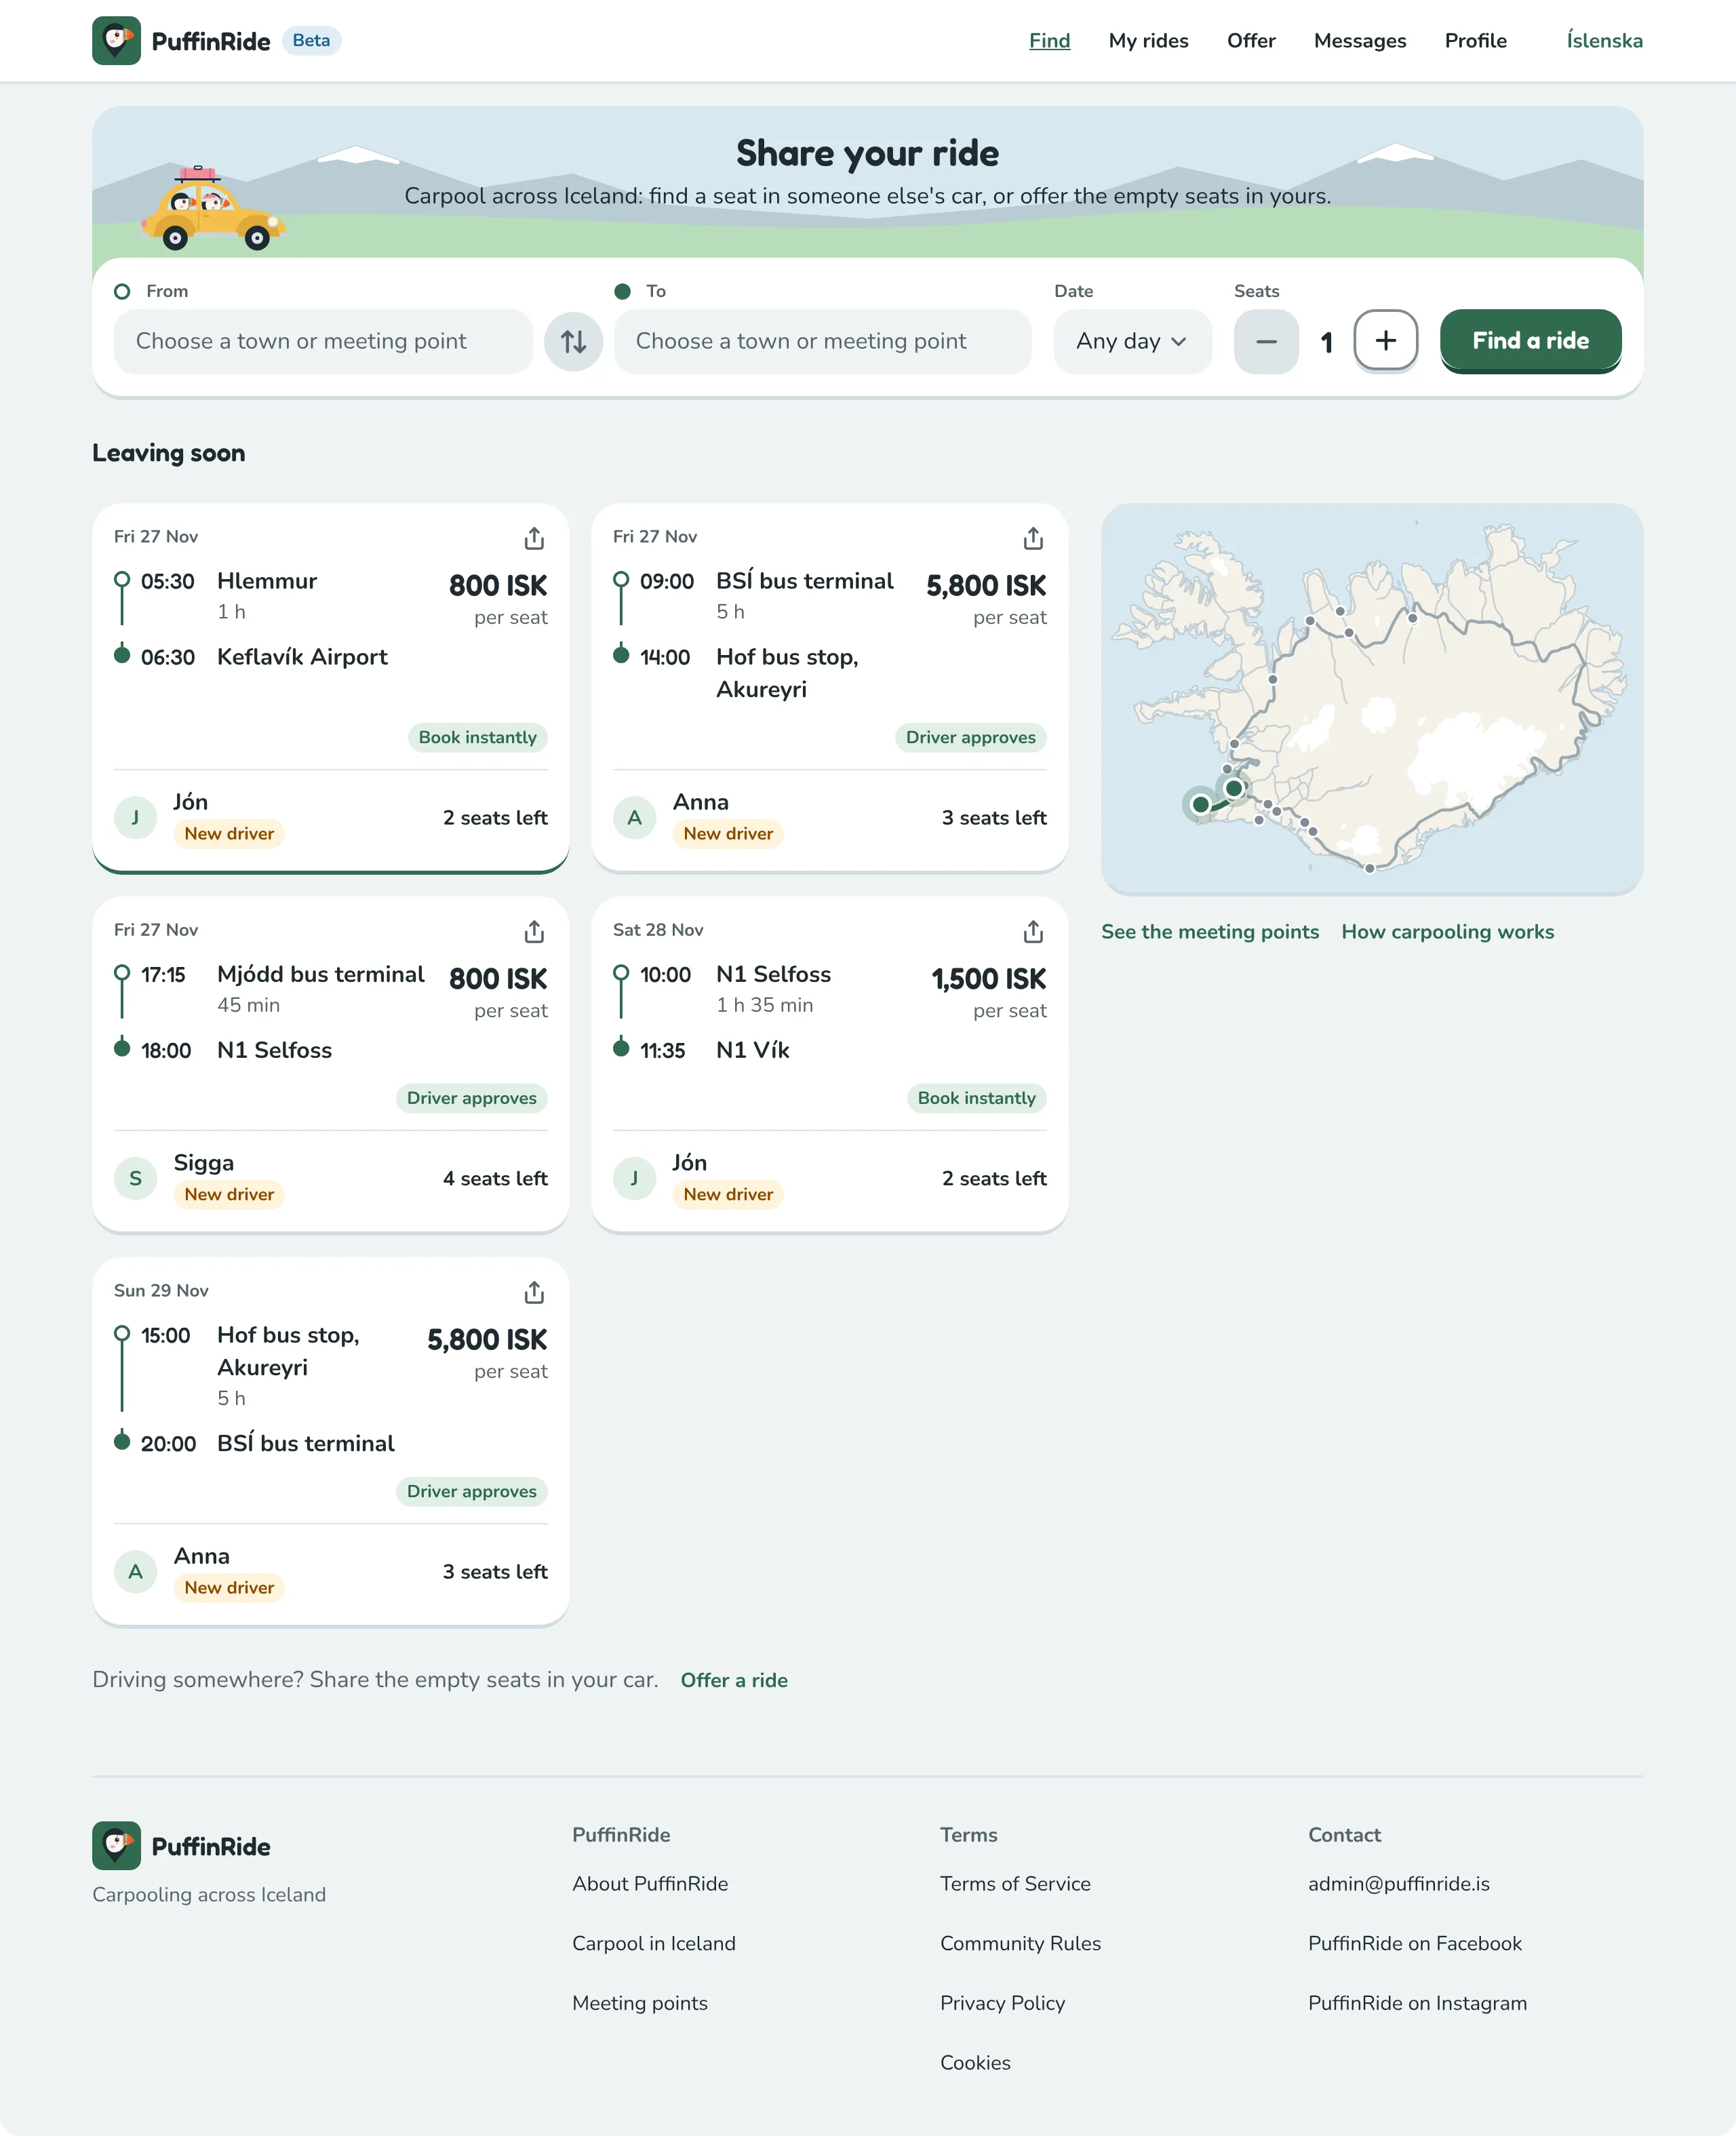 PuffinRide
Beta
Find
My rides
Offer
Messages
Profile
Íslenska
Share your ride
Carpool across Iceland: find a seat in someone else's car, or offer the empty seats in yours.
From
To
Date
Seats
Choose a town or meeting point
Choose a town or meeting point
Any day
1
Find a ride
Leaving soon
Fri 27 Nov
05:30 Hlemmur
1 h
06:30 Keflavík Airport
800 ISK
per seat
Book instantly
J
Jón
New driver
2 seats left
Fri 27 Nov
09:00 BSÍ bus terminal
5 h
14:00 Hof bus stop,
Akureyri
5,800 ISK
per seat
Driver approves
A
Anna
New driver
3 seats left
See the meeting points
How carpooling works
Fri 27 Nov
17:15 Mjódd bus terminal
45 min
18:00 N1 Selfoss
800 ISK
per seat
Driver approves
S
Sigga
New driver
4 seats left
Sat 28 Nov
10:00 N1 Selfoss
1 h 35 min
11:35 N1 Vík
1,500 ISK
per seat
Book instantly
J
Jón
New driver
2 seats left
Sun 29 Nov
15:00 Hof bus stop,
Akureyri
5 h
20:00 BSÍ bus terminal
5,800 ISK
per seat
Driver approves
A
Anna
New driver
3 seats left
Driving somewhere? Share the empty seats in your car.
Offer a ride
PuffinRide
Carpooling across Iceland
PuffinRide
About PuffinRide
Carpool in Iceland
Meeting points
Terms
Terms of Service
Community Rules
Privacy Policy
Cookies
Contact
admin@puffinride.is
PuffinRide on Facebook
PuffinRide on Instagram